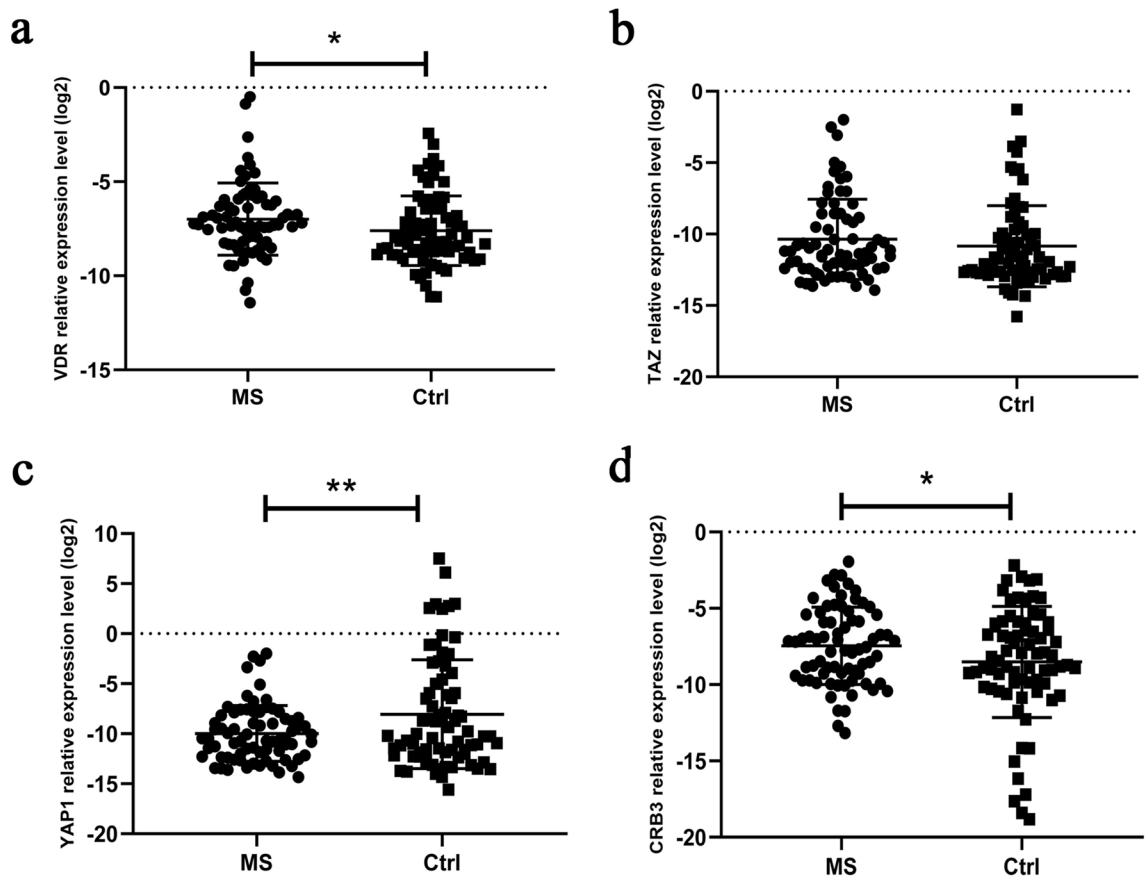 a
*
VDR relative expression level (log2)
0
-5
-10
-15
MS
Ctrl
b
TAZ relative expression level (log2)
0
-5
-10
-15
-20
MS
Ctrl
c
**
YAP1 relative expression level (log2)
10
5
0
-5
-10
-15
-20
MS
Ctrl
d
*
CRB3 relative expression level (log2)
0
-5
-10
-15
-20
MS
Ctrl